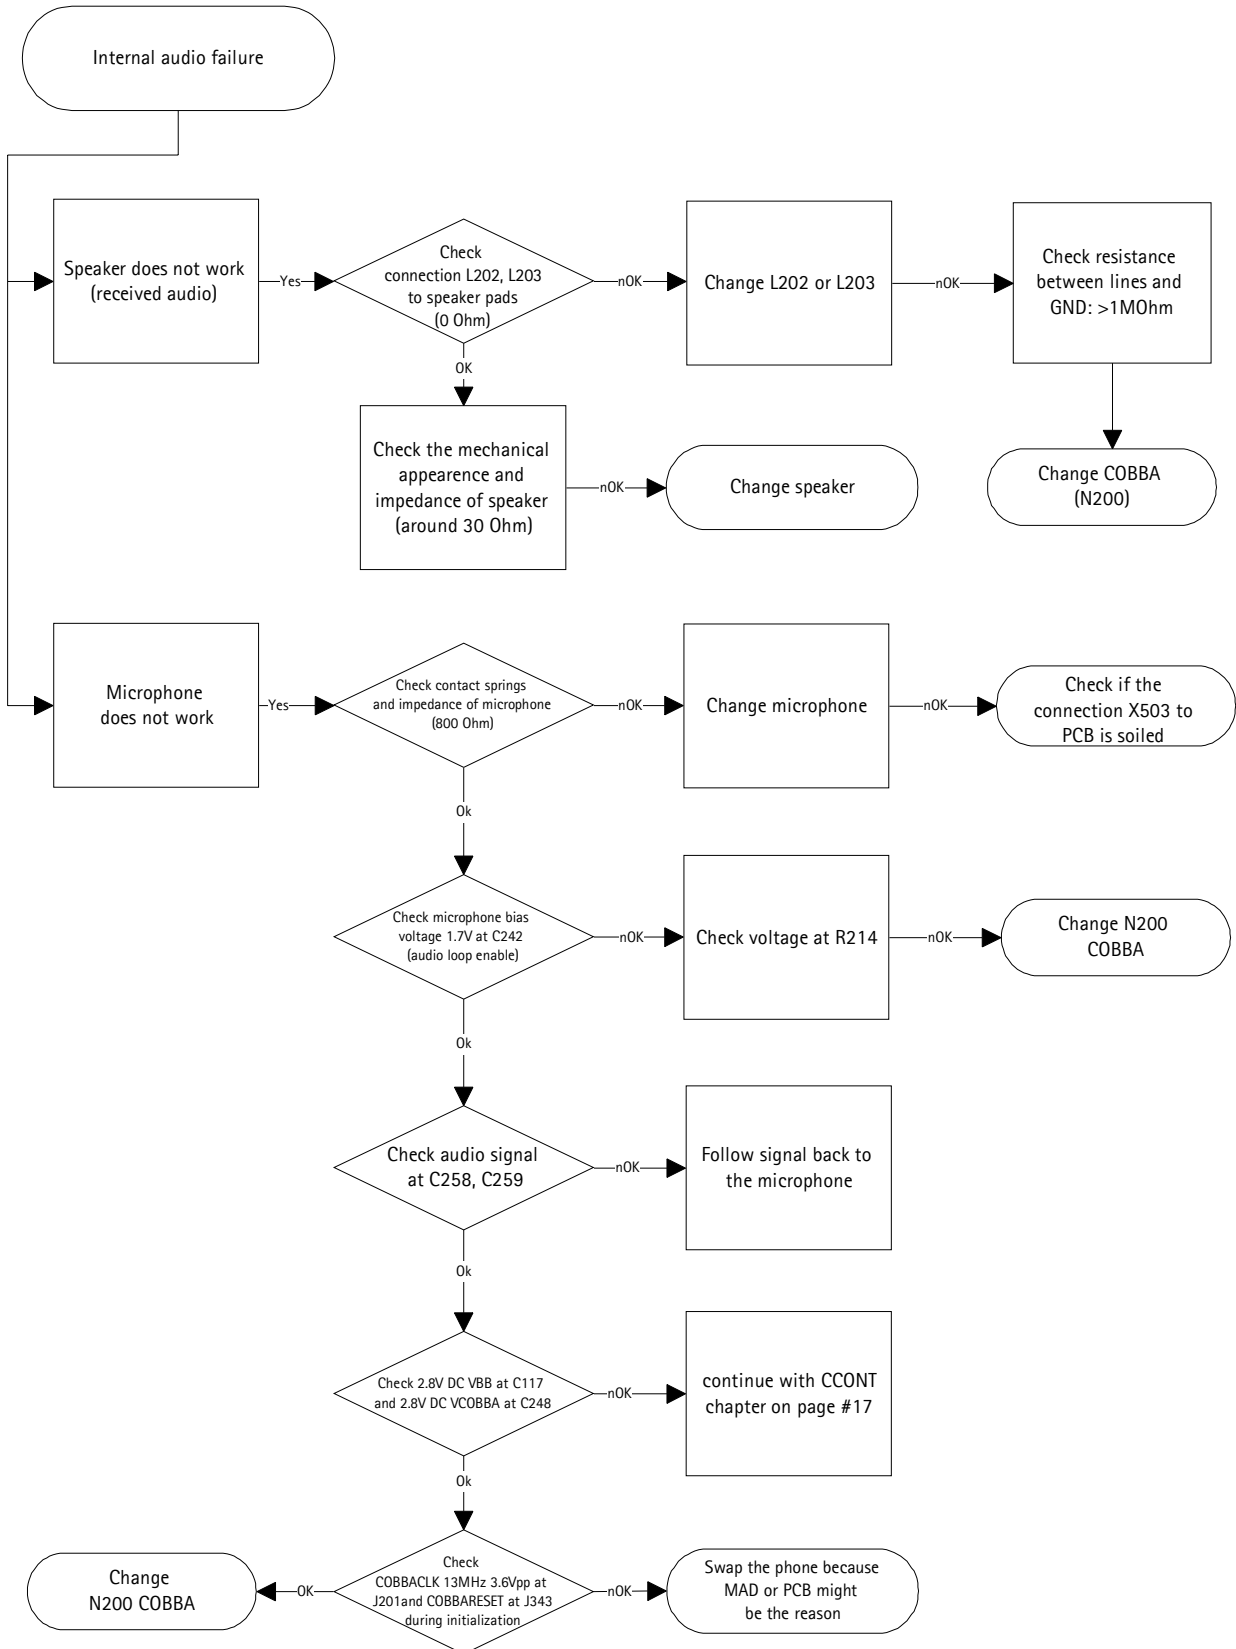 Internal audio failure
Speaker does not work
(received audio)
Yes
Check
connection L202, L203
to speaker pads
(0 Ohm)
nOK
Change L202 or L203
nOK
Check resistance
between lines and
GND: >1MOhm
OK
Check the mechanical
appearence and
impedance of speaker
(around 30 Ohm)
nOK
Change speaker
Change COBBA
(N200)
Microphone
does not work
Yes
Check contact springs
and impedance of microphone
(800 Ohm)
nOK
Change microphone
nOK
Check if the
connection X503 to
PCB is soiled
Ok
Check microphone bias
voltage 1.7V at C242
(audio loop enable)
nOK
Check voltage at R214
nOK
Change N200
COBBA
Ok
Check audio signal
at C258, C259
nOK
Follow signal back to
the microphone
Ok
Check 2.8V DC VBB at C117
and 2.8V DC VCOBBA at C248
nOK
continue with CCONT
chapter on page #17
Ok
Change
N200 COBBA
OK
Check
COBBACLK 13MHz 3.6Vpp at
J201and COBBARESET at J343
during initialization
nOK
Swap the phone because
MAD or PCB might
be the reason